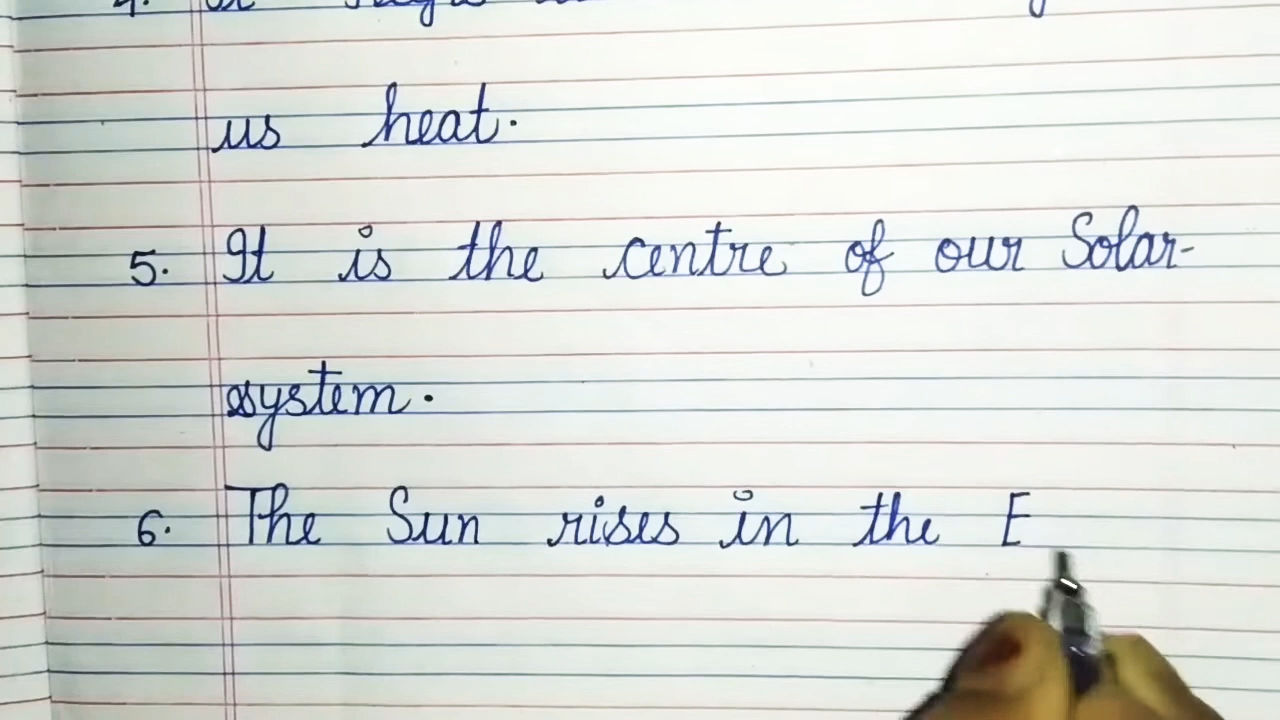 us heat.
5. It is the centre of our Solar-
system.
6. The Sun rises in the E